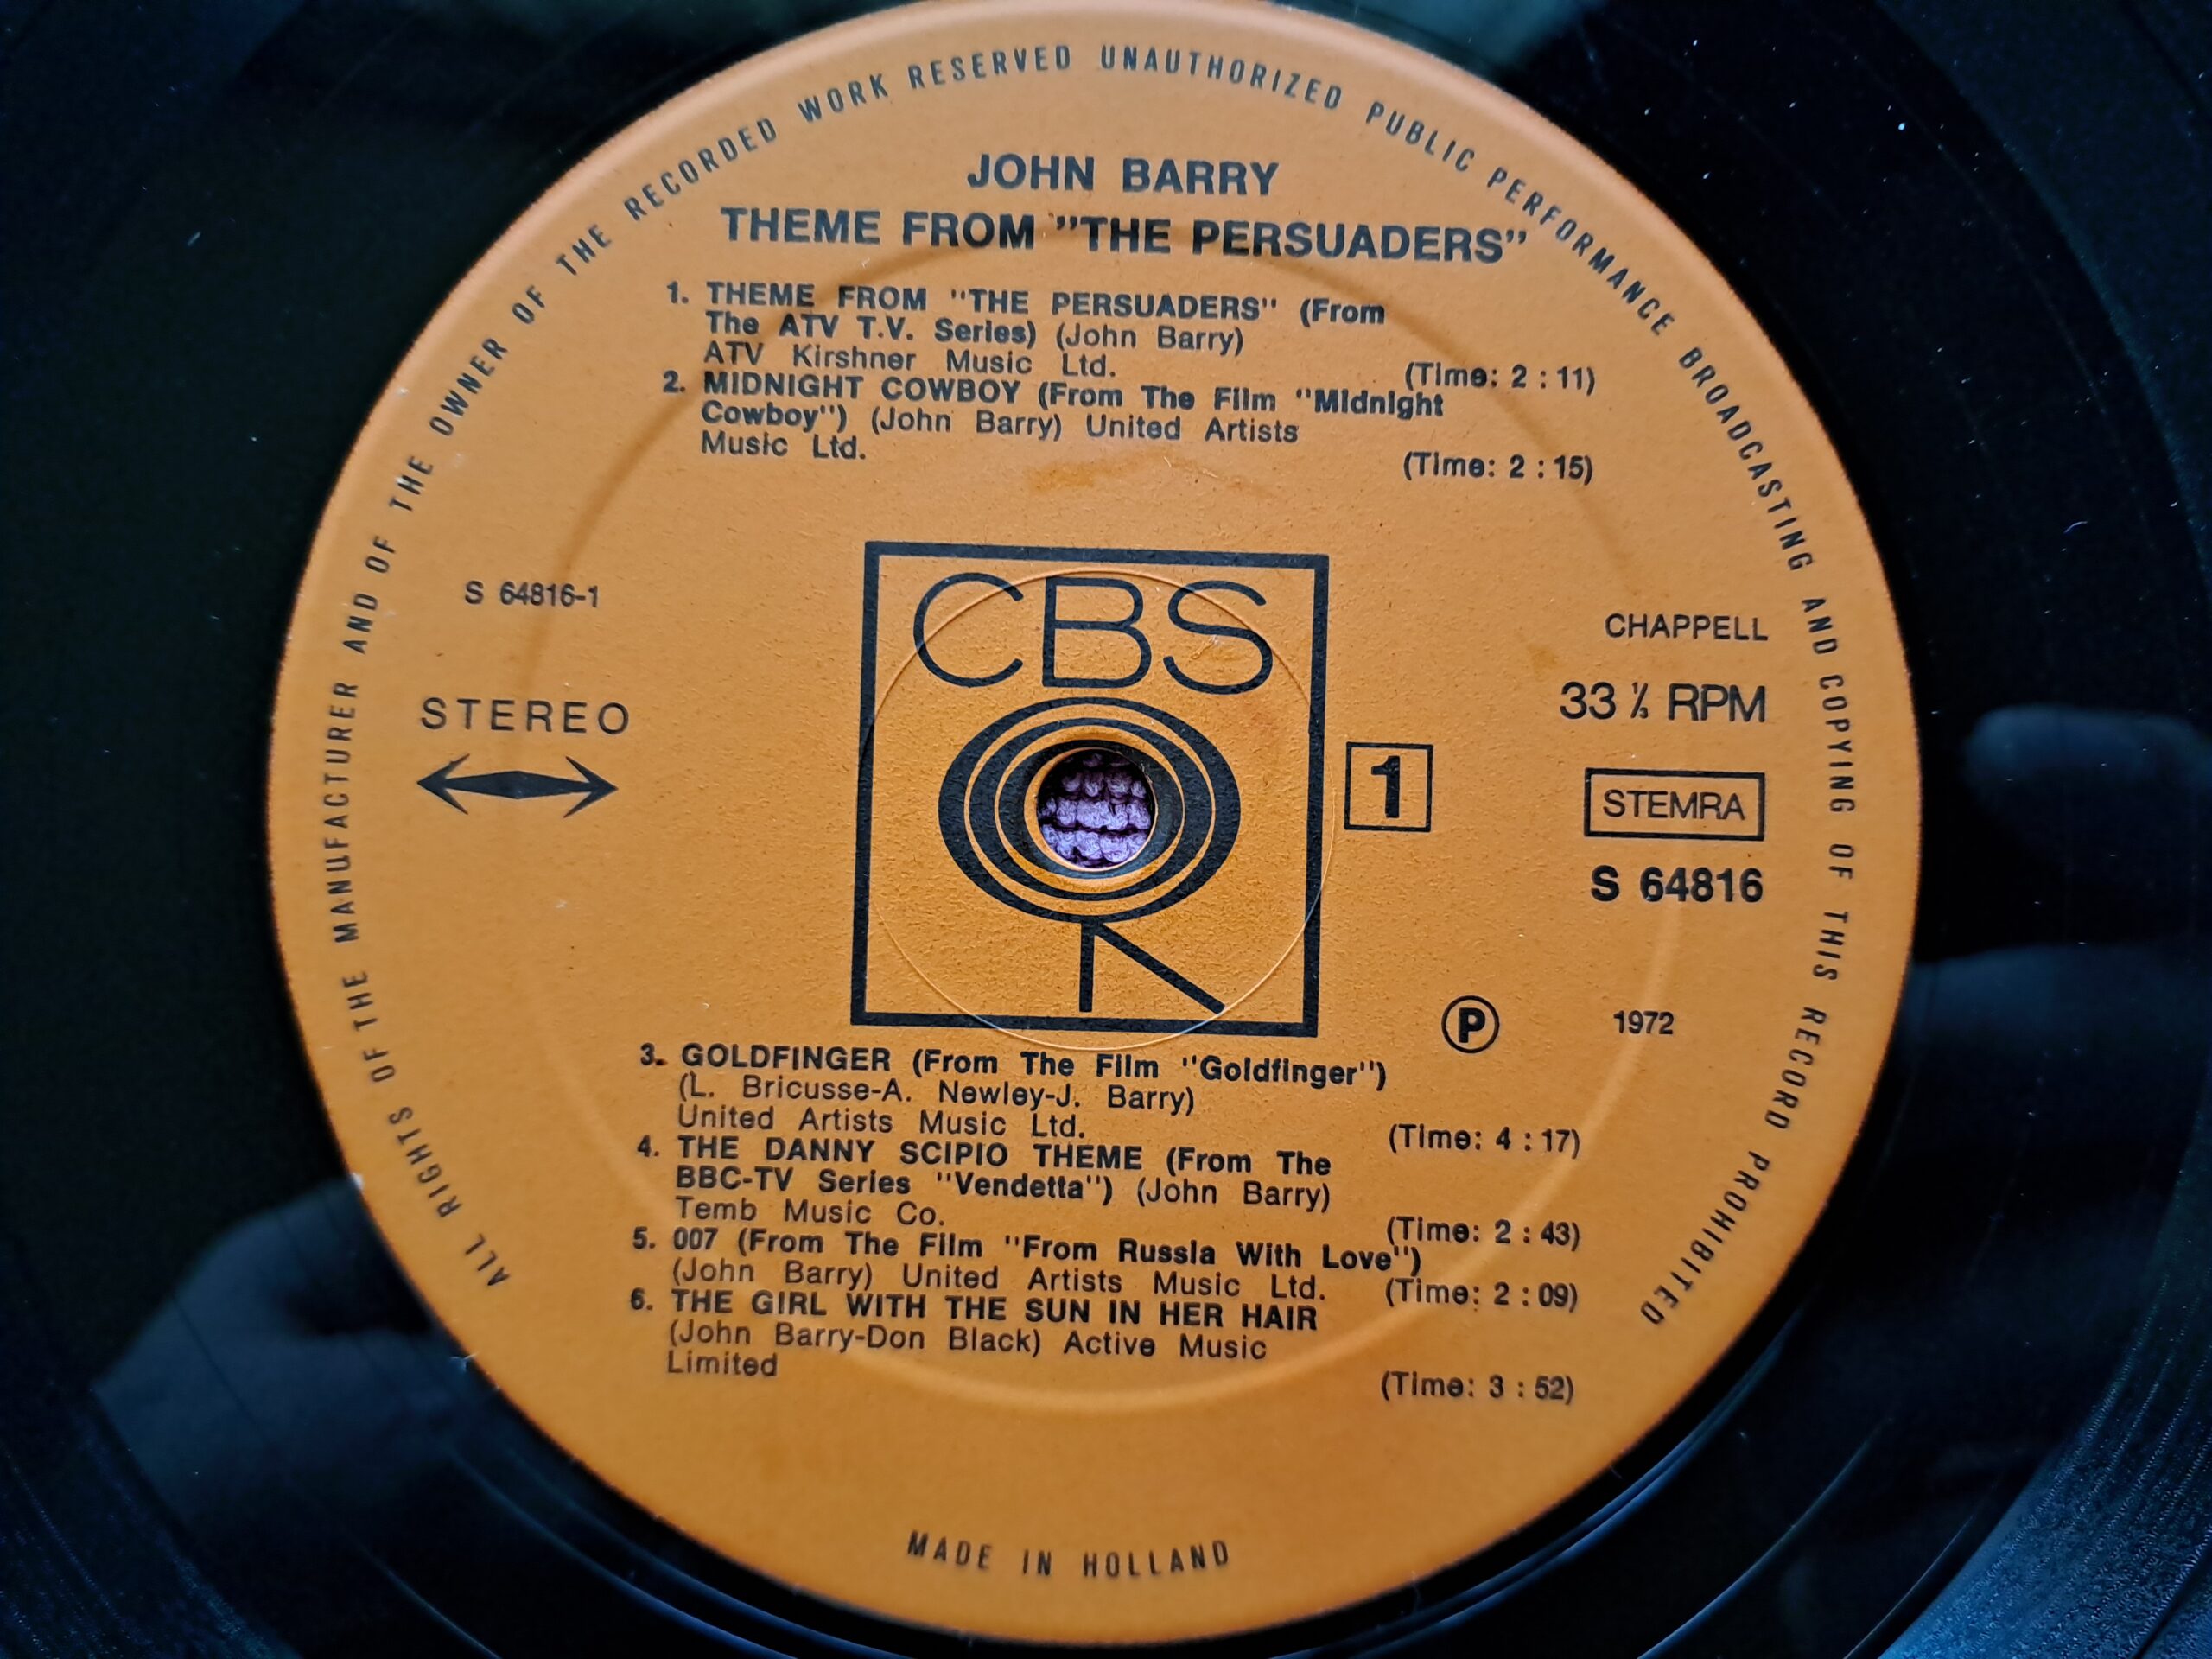 ALL RIGHTS OF THE MANUFACTURER AND OF THE OWNER OF THE RECORDED WORK RESERVED UNAUTHORIZED PUBLIC PERFORMANCE BROADCASTING AND COPYING OF THIS RECORD PROHIBITED
JOHN BARRY
THEME FROM "THE PERSUADERS"
1. THEME FROM "THE PERSUADERS" (From
The ATV T.V. Series) (John Barry)
ATV Kirshner Music Ltd. (Time: 2 : 11)
2. MIDNIGHT COWBOY (From The Film "Midnight
Cowboy") (John Barry) United Artists
Music Ltd. (Time: 2 : 15)
S 64816-1
STEREO
CBS
1
CHAPPELL
33 ⅓ RPM
STEMRA
S 64816
℗ 1972
3. GOLDFINGER (From The Film "Goldfinger")
(L. Bricusse-A. Newley-J. Barry)
United Artists Music Ltd. (Time: 4 : 17)
4. THE DANNY SCIPIO THEME (From The
BBC-TV Series "Vendetta") (John Barry)
Temb Music Co. (Time: 2 : 43)
5. 007 (From The Film "From Russia With Love")
(John Barry) United Artists Music Ltd. (Time: 2 : 09)
6. THE GIRL WITH THE SUN IN HER HAIR
(John Barry-Don Black) Active Music
Limited (Time: 3 : 52)
MADE IN HOLLAND